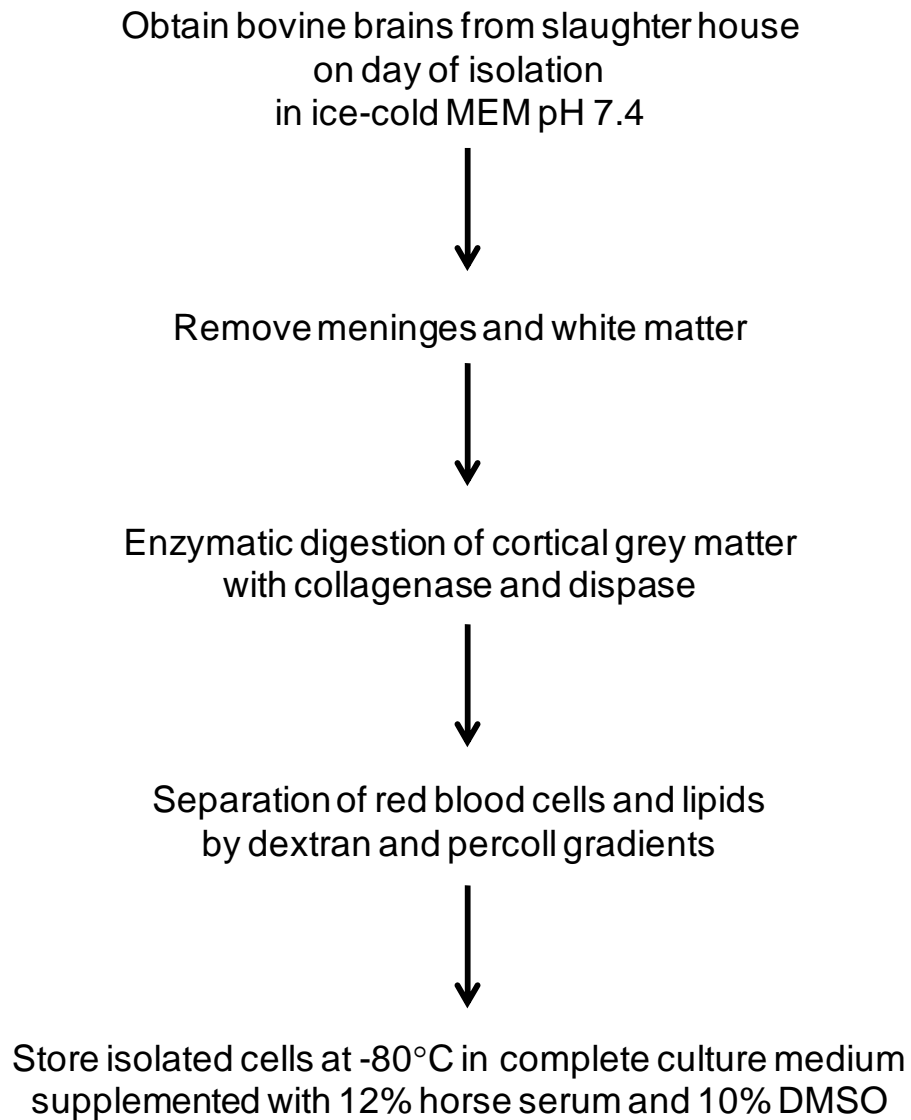 Obtain bovine brains from slaughter house
on day of isolation
in ice-cold MEM pH 7.4
Remove meninges and white matter
Enzymatic digestion of cortical grey matter
with collagenase and dispase
Separation of red blood cells and lipids
by dextran and percoll gradients
Store isolated cells at -80°C in complete culture medium
supplemented with 12% horse serum and 10% DMSO